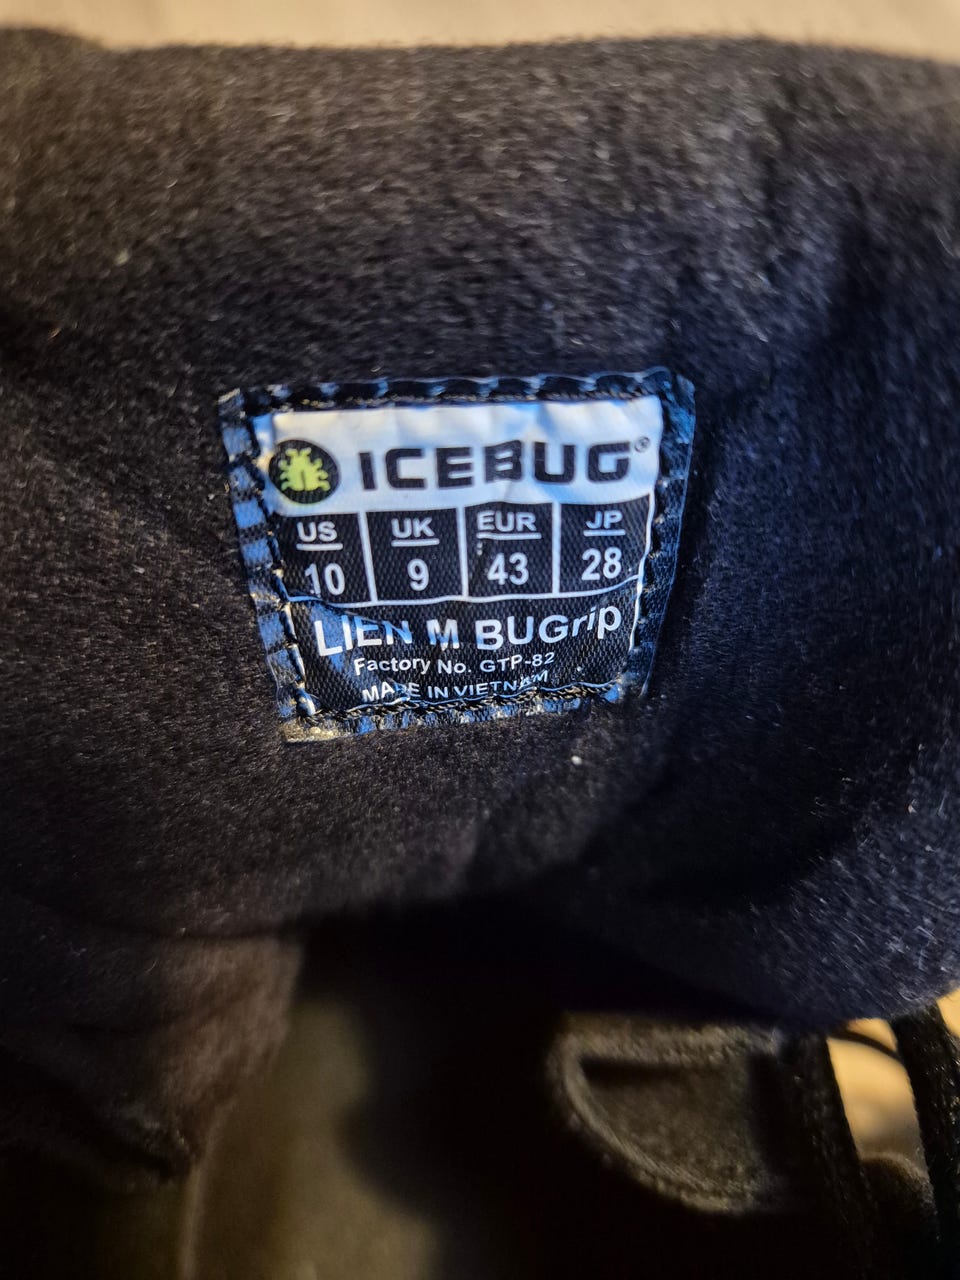 ICEBUG®
US UK EUR JP
10 9 43 28
LIEN M BUGrip
Factory No. GTP-82
MADE IN VIETNAM